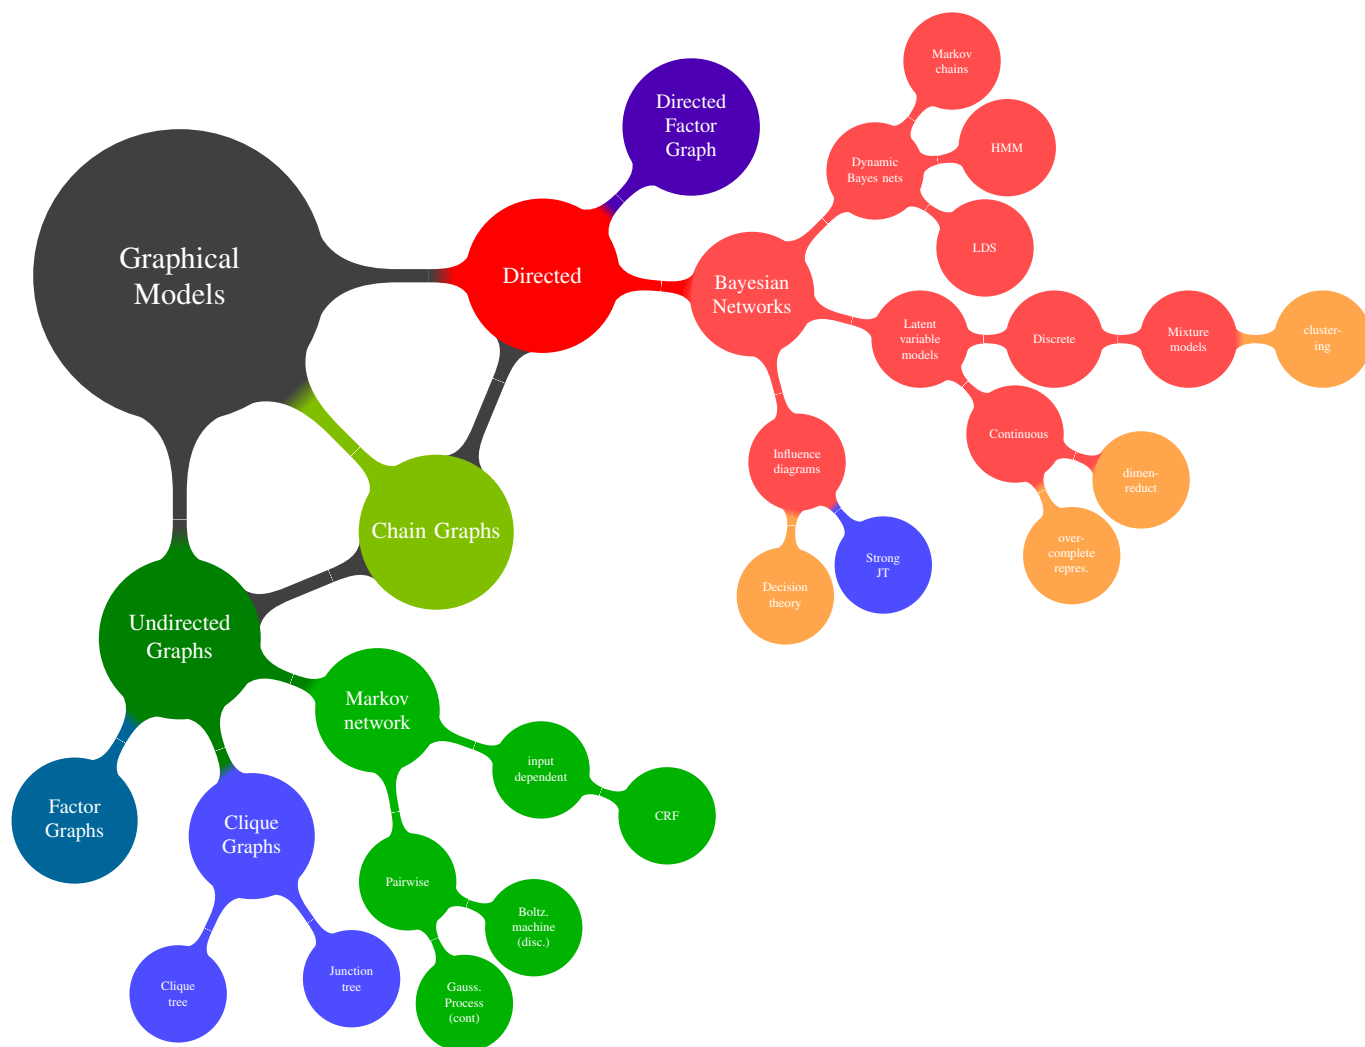 Markov
chains
Directed
Factor
Graph
HMM
Dynamic
Bayes nets
LDS
Graphical
Models
Directed
Bayesian
Networks
Latent
variable
models
Discrete
Mixture
models
cluster-
ing
Continuous
Influence
diagrams
dimen-
reduct
Chain Graphs
over-
complete
repres.
Strong
JT
Decision
theory
Undirected
Graphs
Markov
network
input
dependent
Factor
Graphs
Clique
Graphs
CRF
Pairwise
Boltz.
machine
(disc.)
Junction
tree
Clique
tree
Gauss.
Process
(cont)